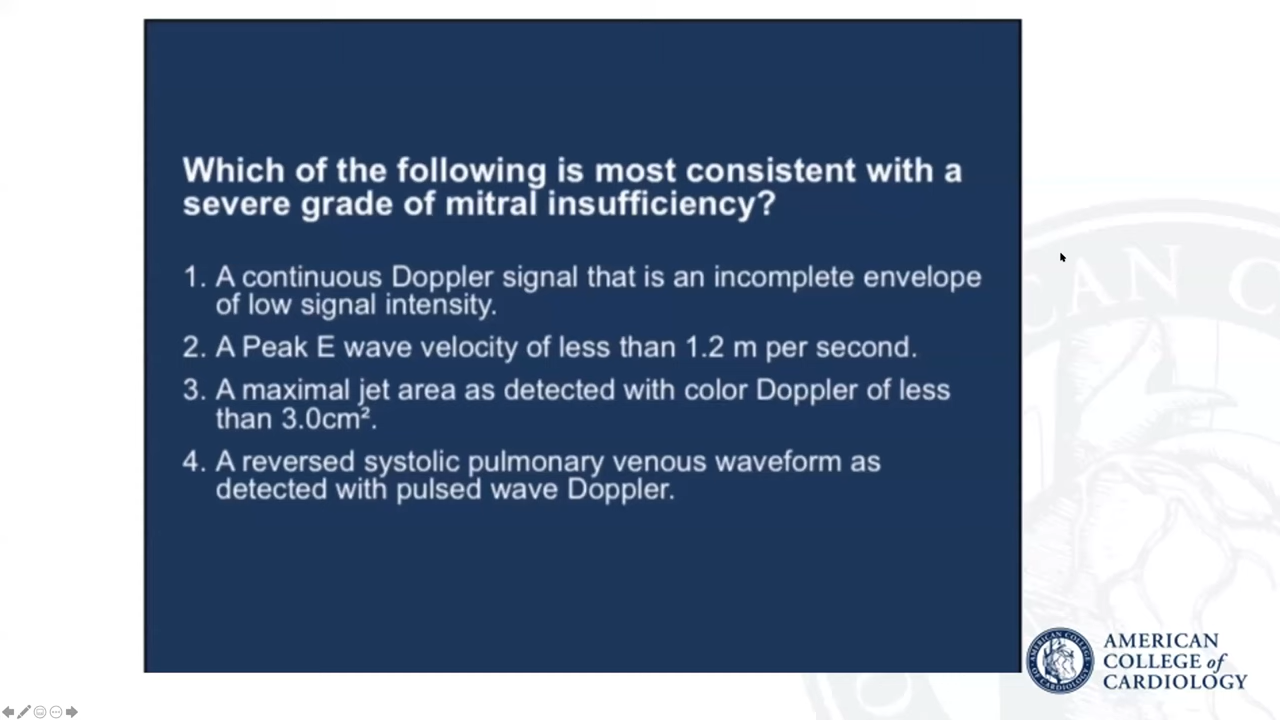 Which of the following is most consistent with a
severe grade of mitral insufficiency?
1. A continuous Doppler signal that is an incomplete envelope
of low signal intensity.
2. A Peak E wave velocity of less than 1.2 m per second.
3. A maximal jet area as detected with color Doppler of less
than 3.0cm².
4. A reversed systolic pulmonary venous waveform as
detected with pulsed wave Doppler.
CAN C
AMERICAN
COLLEGE of
CARDIOLOGY